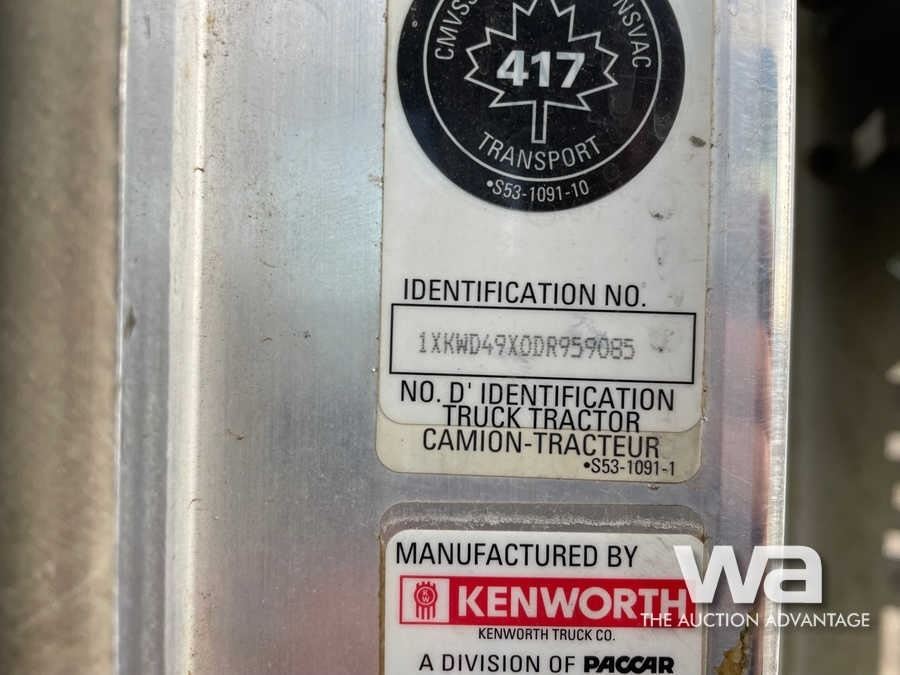 CMVSS
NSVAC
417
TRANSPORT
•S53-1091-10
IDENTIFICATION NO.
1XKWD49X0DR959085
NO. D' IDENTIFICATION
TRUCK TRACTOR
CAMION-TRACTEUR
•S53-1091-1
MANUFACTURED BY
KW
KENWORTH
KENWORTH TRUCK CO.
A DIVISION OF PACCAR
wa
THE AUCTION ADVANTAGE